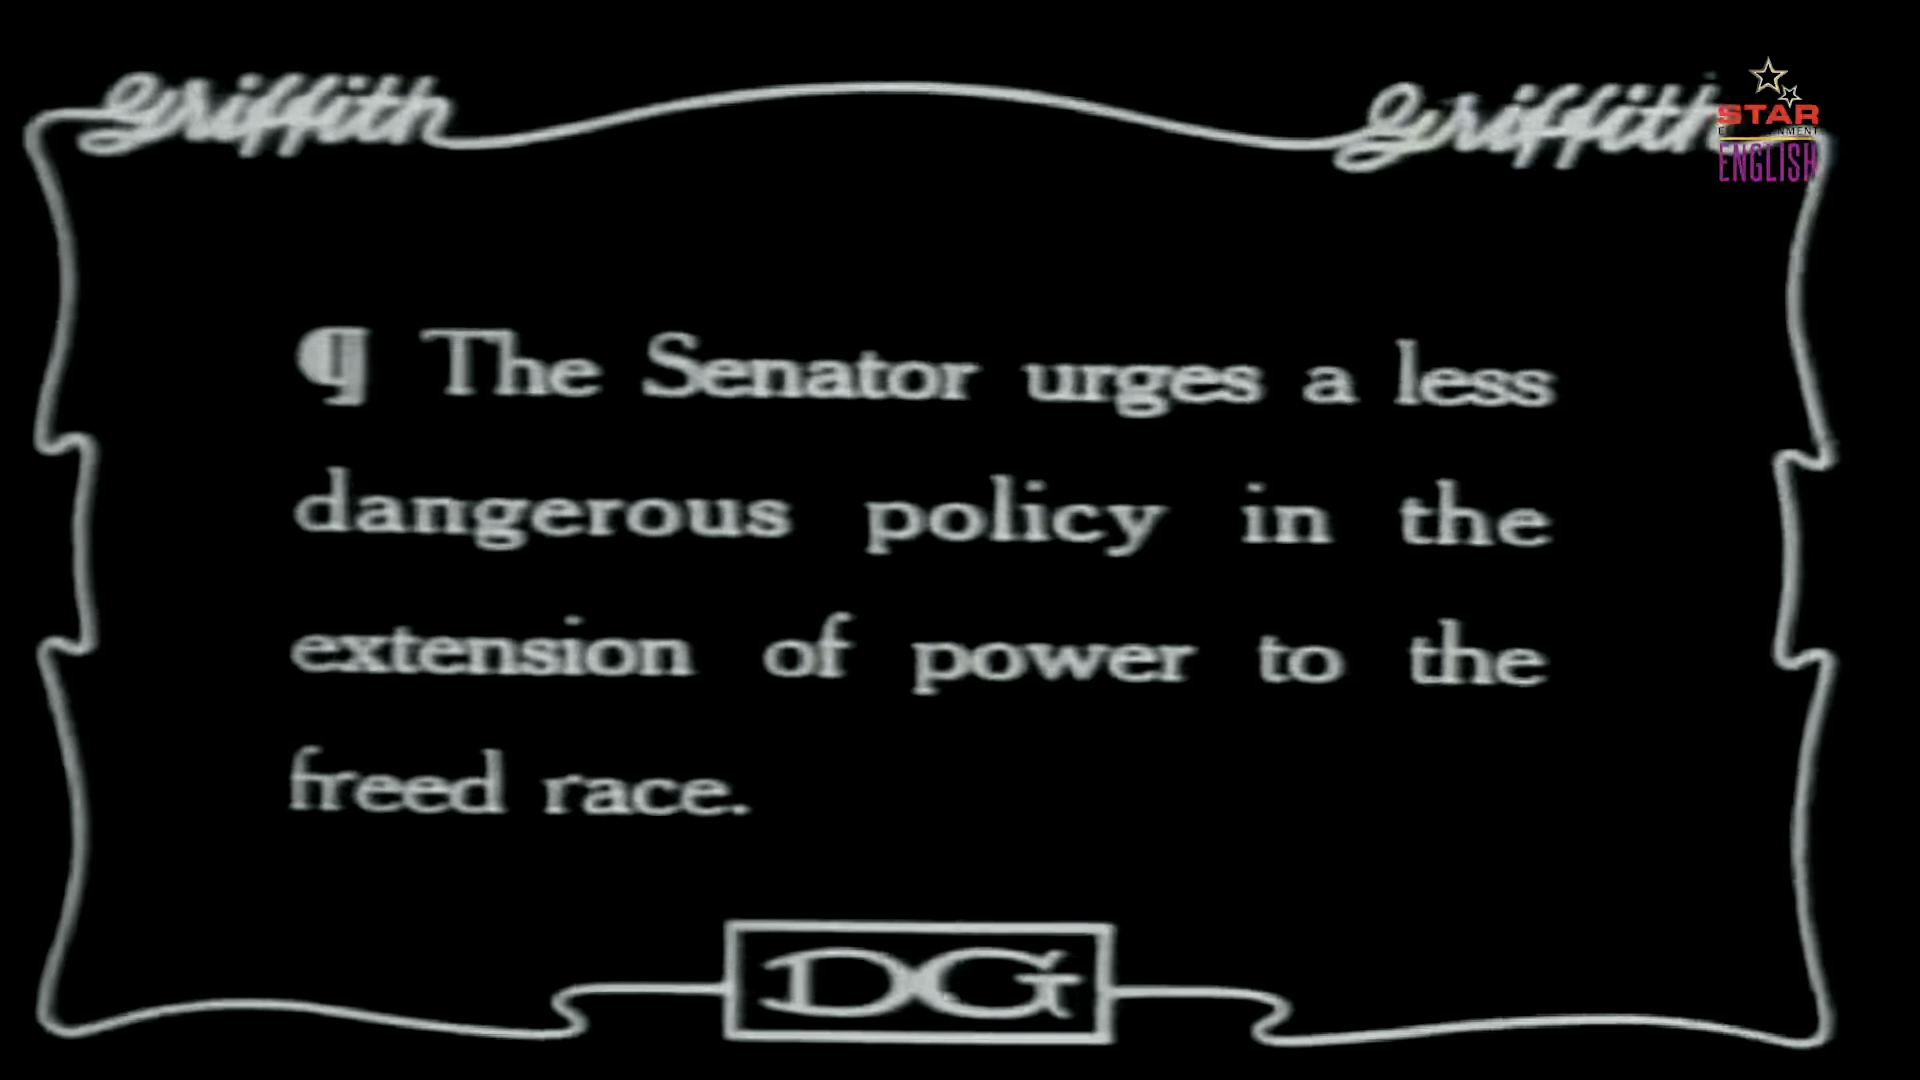 Griffith Griffith
STAR
ENGLISH
¶ The Senator urges a less
dangerous policy in the
extension of power to the
freed race.
DG